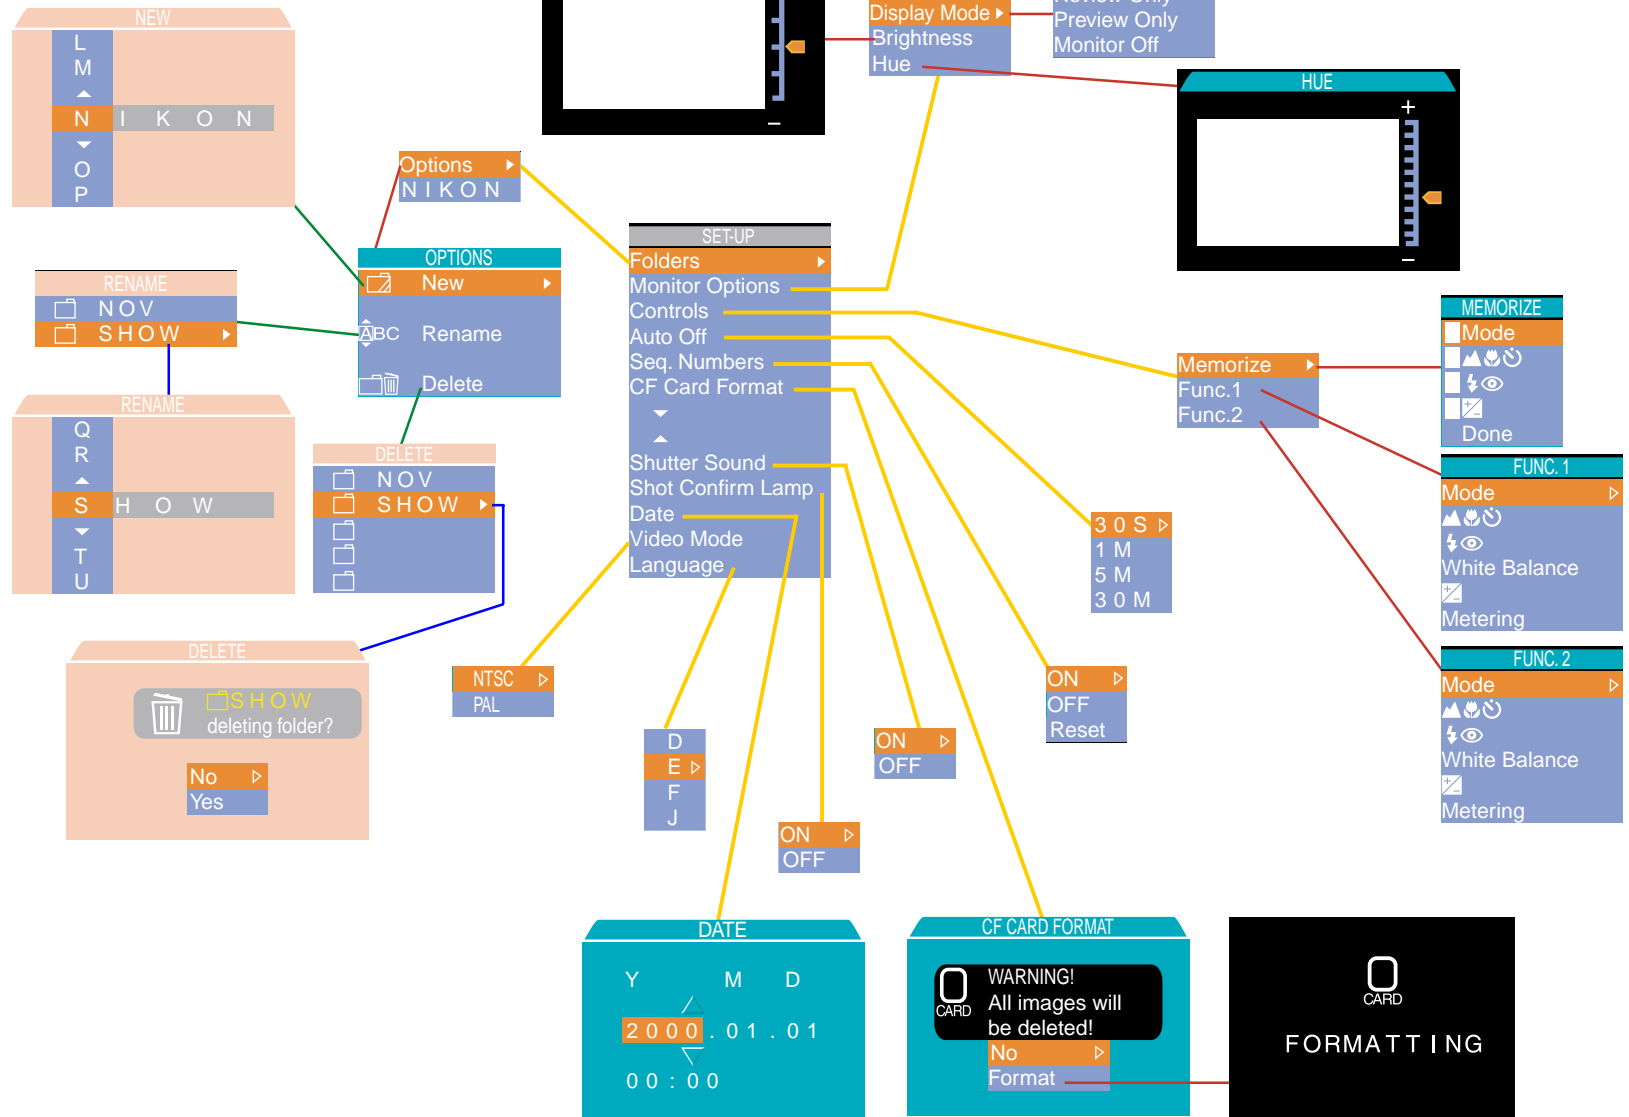 NEW
L
M
N I K O N
O
P
Display Mode
Brightness
Hue
Review Only
Preview Only
Monitor Off
HUE
+
–
–
Options
N I K O N
OPTIONS
New
ABC Rename
Delete
RENAME
N O V
S H O W
RENAME
Q
R
S H O W
T
U
DELETE
N O V
S H O W
DELETE
S H O W
deleting folder?
No
Yes
SET-UP
Folders
Monitor Options
Controls
Auto Off
Seq. Numbers
CF Card Format
Shutter Sound
Shot Confirm Lamp
Date
Video Mode
Language
NTSC
PAL
D
E
F
J
ON
OFF
ON
OFF
ON
OFF
Reset
3 0 S
1 M
5 M
3 0 M
Memorize
Func.1
Func.2
MEMORIZE
Mode
Done
FUNC. 1
Mode
White Balance
Metering
FUNC. 2
Mode
White Balance
Metering
DATE
Y M D
2 0 0 0 . 0 1 . 0 1
0 0 : 0 0
CF CARD FORMAT
CARD
WARNING!
All images will
be deleted!
No
Format
CARD
FORMATTING